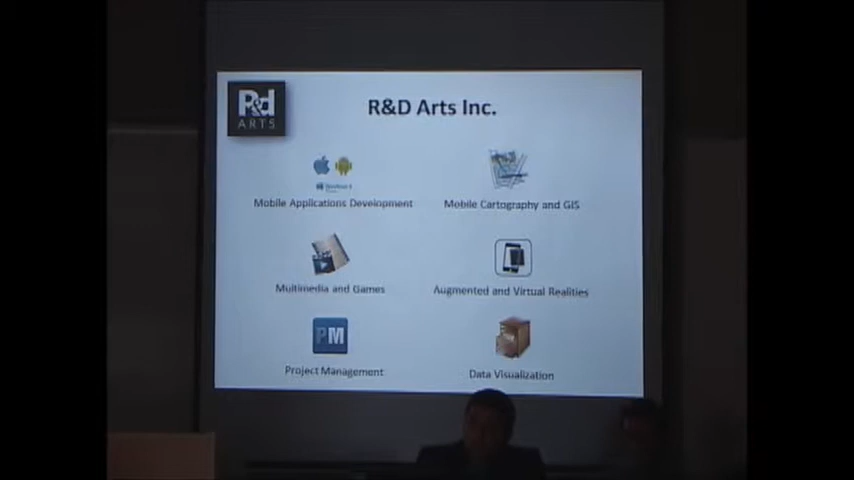 R&d
ARTS
R&D Arts Inc.
Mobile Applications Development
Mobile Cartography and GIS
Multimedia and Games
Augmented and Virtual Realities
PM
Project Management
Data Visualization